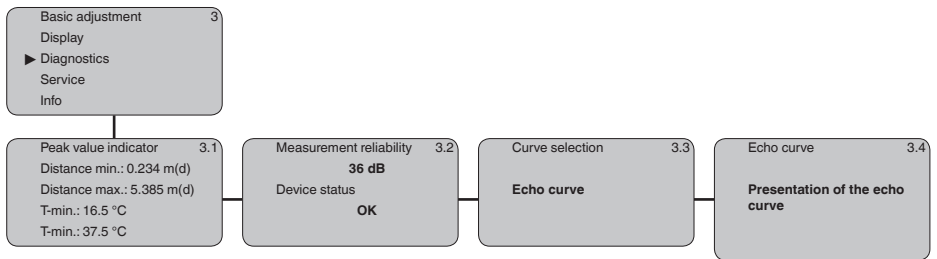 Basic adjustment 3
Display
▶ Diagnostics
Service
Info
Peak value indicator 3.1
Distance min.: 0.234 m(d)
Distance max.: 5.385 m(d)
T-min.: 16.5 °C
T-min.: 37.5 °C
Measurement reliability 3.2
36 dB
Device status
OK
Curve selection 3.3
Echo curve
Echo curve 3.4
Presentation of the echo
curve